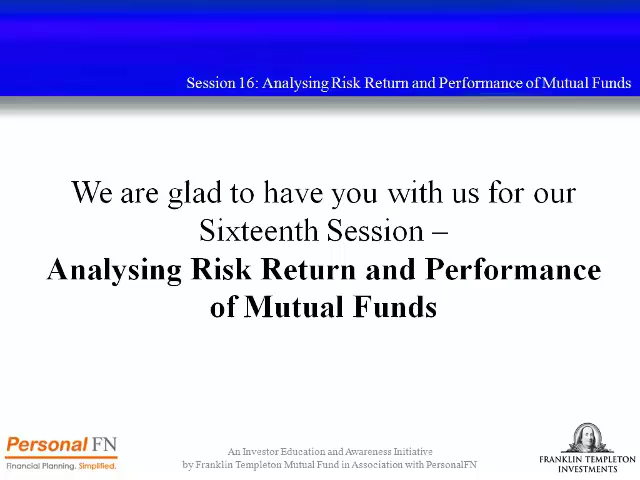 Session 16: Analysing Risk Return and Performance of Mutual Funds
We are glad to have you with us for our
Sixteenth Session –
Analysing Risk Return and Performance
of Mutual Funds
Personal FN
Financial Planning. Simplified.
An Investor Education and Awareness Initiative
by Franklin Templeton Mutual Fund in Association with PersonalFN
FRANKLIN TEMPLETON
INVESTMENTS